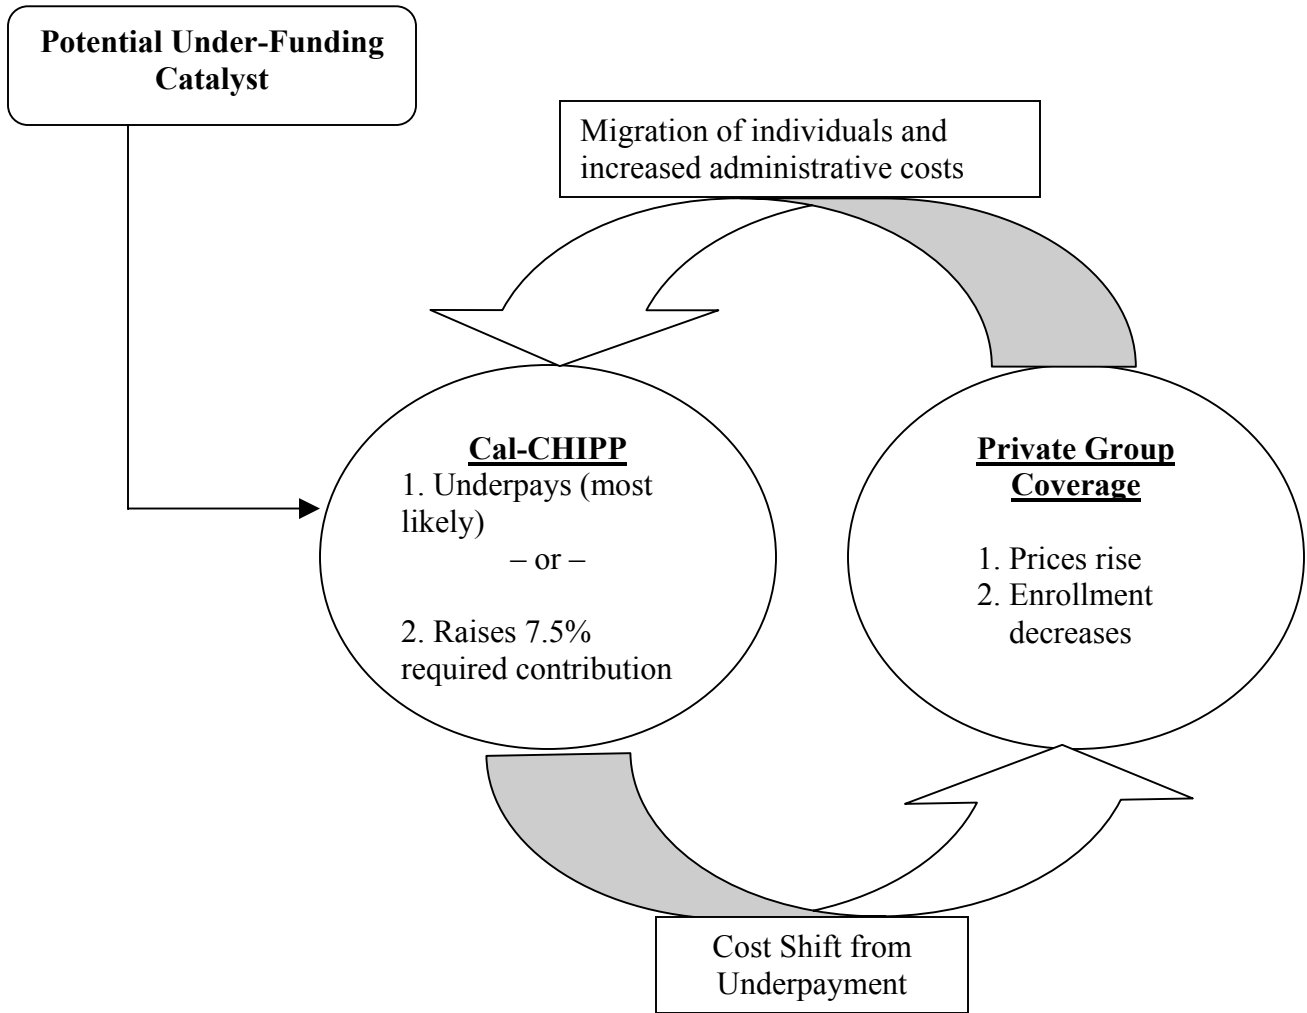 Potential Under-Funding
Catalyst
Migration of individuals and
increased administrative costs
Cal-CHIPP
1. Underpays (most
likely)
– or –
2. Raises 7.5%
required contribution
Private Group
Coverage
1. Prices rise
2. Enrollment
decreases
Cost Shift from
Underpayment